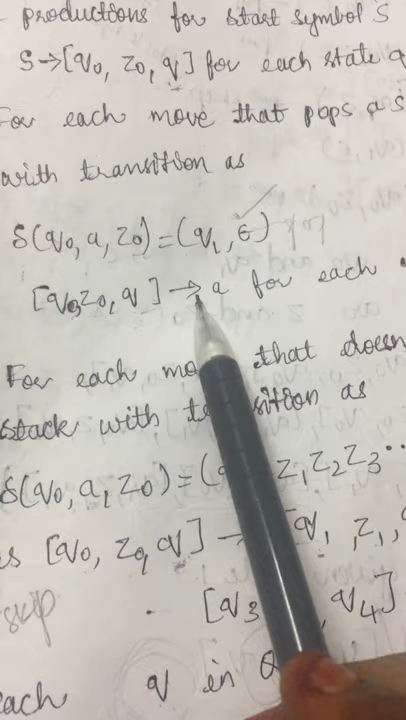 - productions for start symbol S
S→[q0, Z0, q] for each state q
For each move that pops a s
with transition as
δ(q0, a, Z0) = (q1, ϵ)
[q0, Z0, q] → a for each
For each mo that doesn
stack with t sition as
δ(q0, a, Z0) = ( Z1 Z2 Z3 ..
es [q0, Z0, q] → q1, Z1,
skip [q3 , q4]
each q in Q